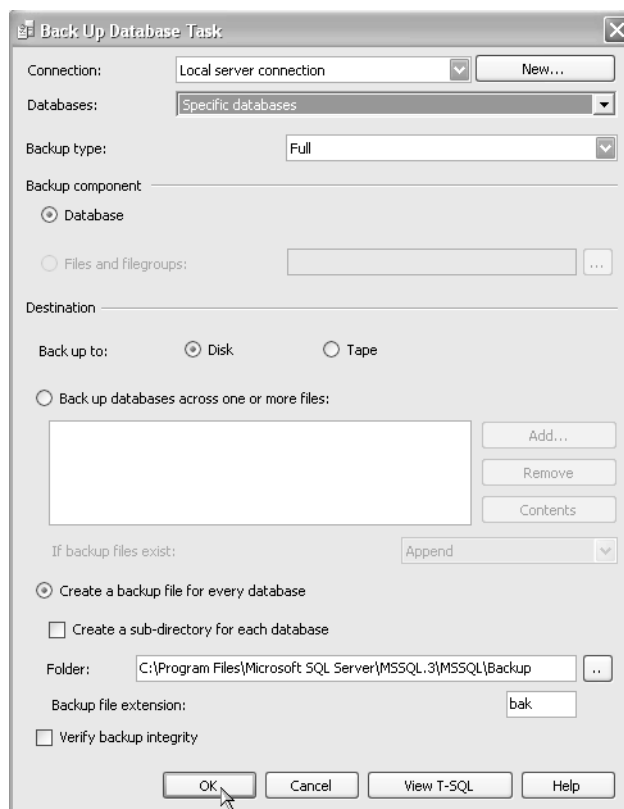 Back Up Database Task
Connection: Local server connection New...
Databases: Specific databases
Backup type: Full
Backup component
Database
Files and filegroups: ...
Destination
Back up to: Disk Tape
Back up databases across one or more files:
Add...
Remove
Contents
If backup files exist: Append
Create a backup file for every database
Create a sub-directory for each database
Folder: C:\Program Files\Microsoft SQL Server\MSSQL.3\MSSQL\Backup ..
Backup file extension: bak
Verify backup integrity
OK Cancel View T-SQL Help